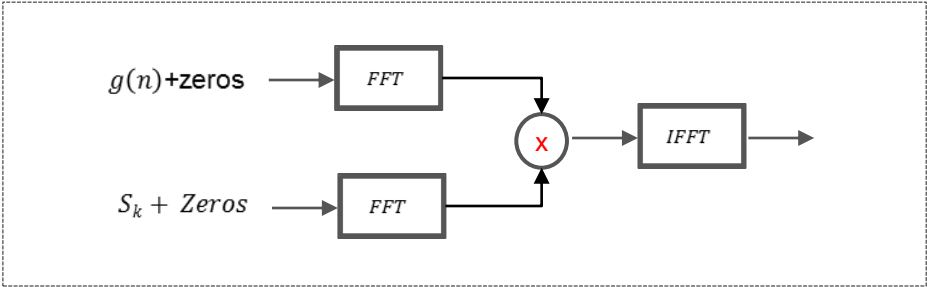 g(n)+zeros
FFT
x
IFFT
S_k + Zeros
FFT